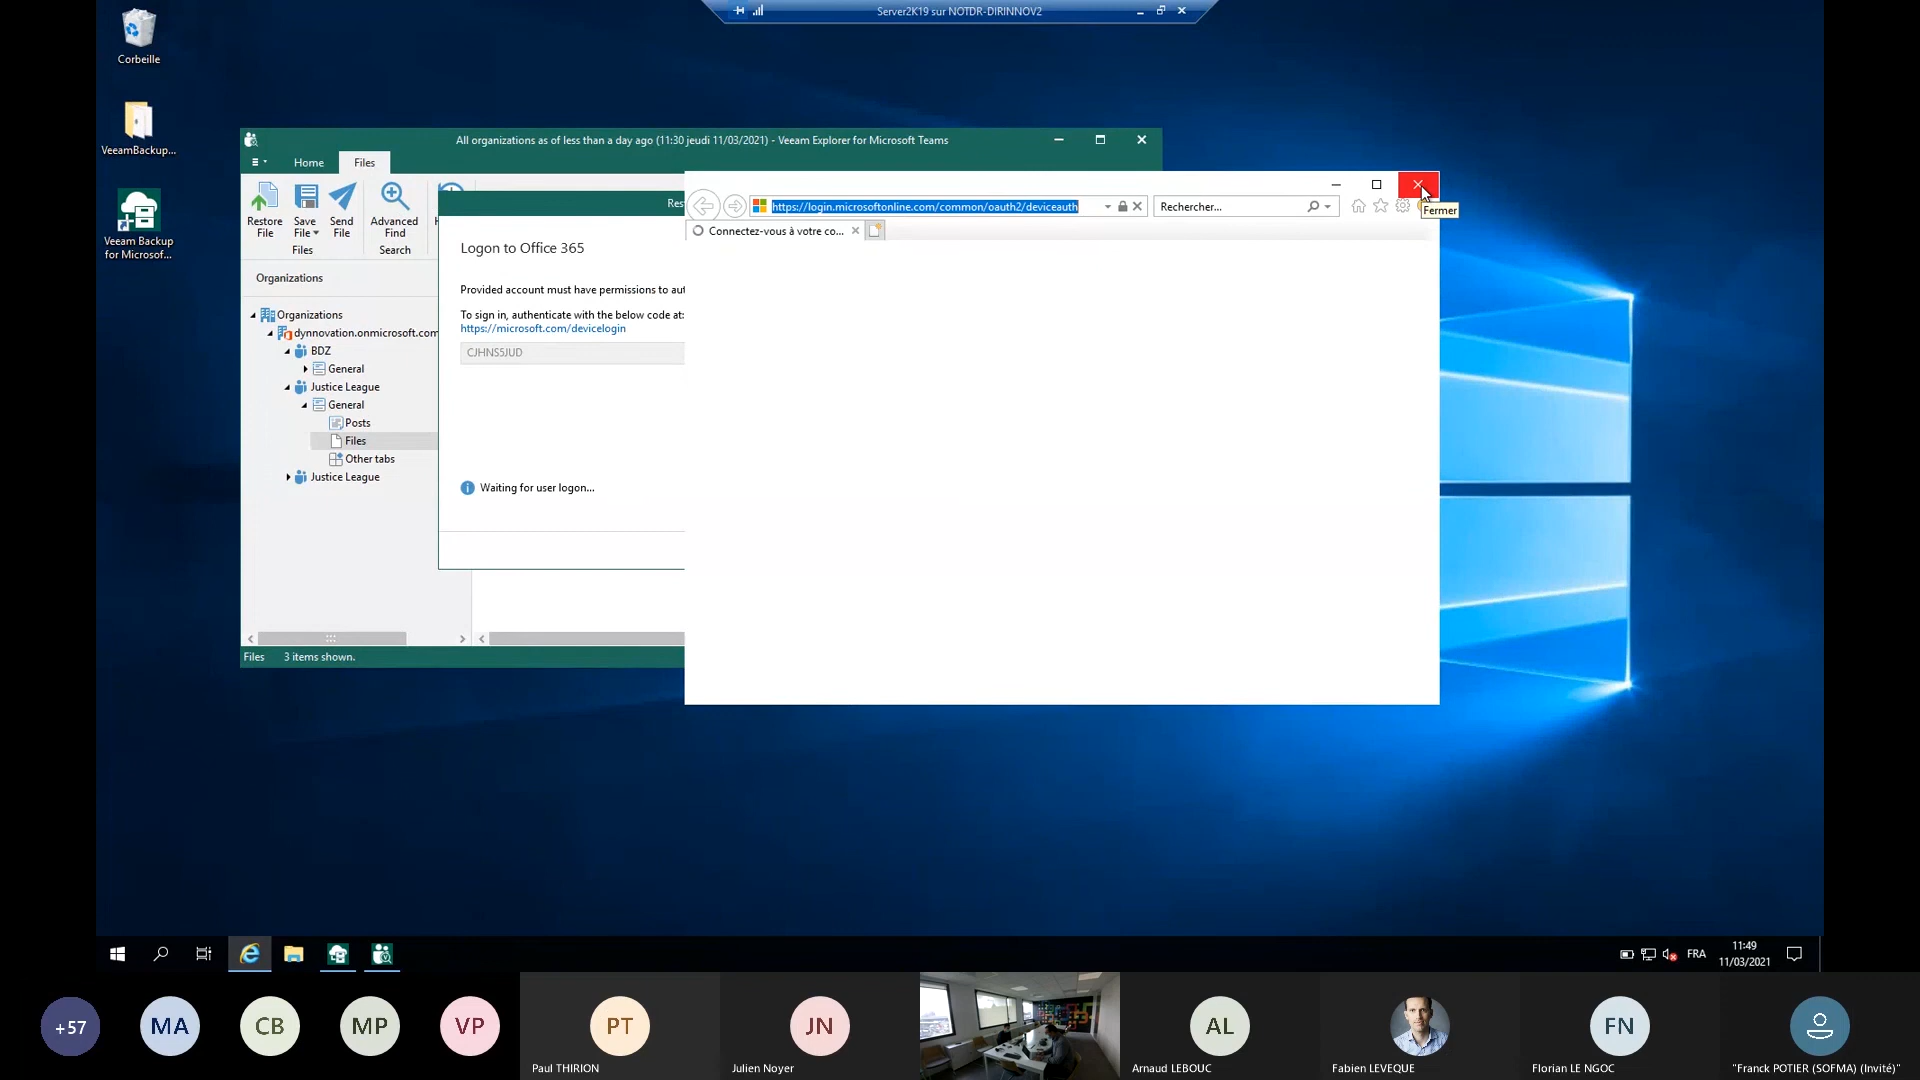 Server2K19 sur NOTDR-DIRINNOV2
Corbeille
VeeamBackup...
Veeam Backup
for Microsof...
All organizations as of less than a day ago (11:30 jeudi 11/03/2021) - Veeam Explorer for Microsoft Teams
Home
Files
Restore
File
Save
File
Send
File
Files
Advanced
Find
Search
Organizations
Organizations
dynnovation.onmicrosoft.com
BDZ
General
Justice League
General
Posts
Files
Other tabs
Justice League
Files
3 items shown.
Logon to Office 365
Provided account must have permissions to aut
To sign in, authenticate with the below code at:
https://microsoft.com/devicelogin
CJHNS5JUD
Waiting for user logon...
https://login.microsoftonline.com/common/oauth2/deviceauth
Rechercher...
Fermer
Connectez-vous à votre co...
FRA
11:49
11/03/2021
+57
MA
CB
MP
VP
PT
Paul THIRION
JN
Julien Noyer
AL
Arnaud LEBOUC
Fabien LEVEQUE
FN
Florian LE NGOC
"Franck POTIER (SOFMA) (Invité)"